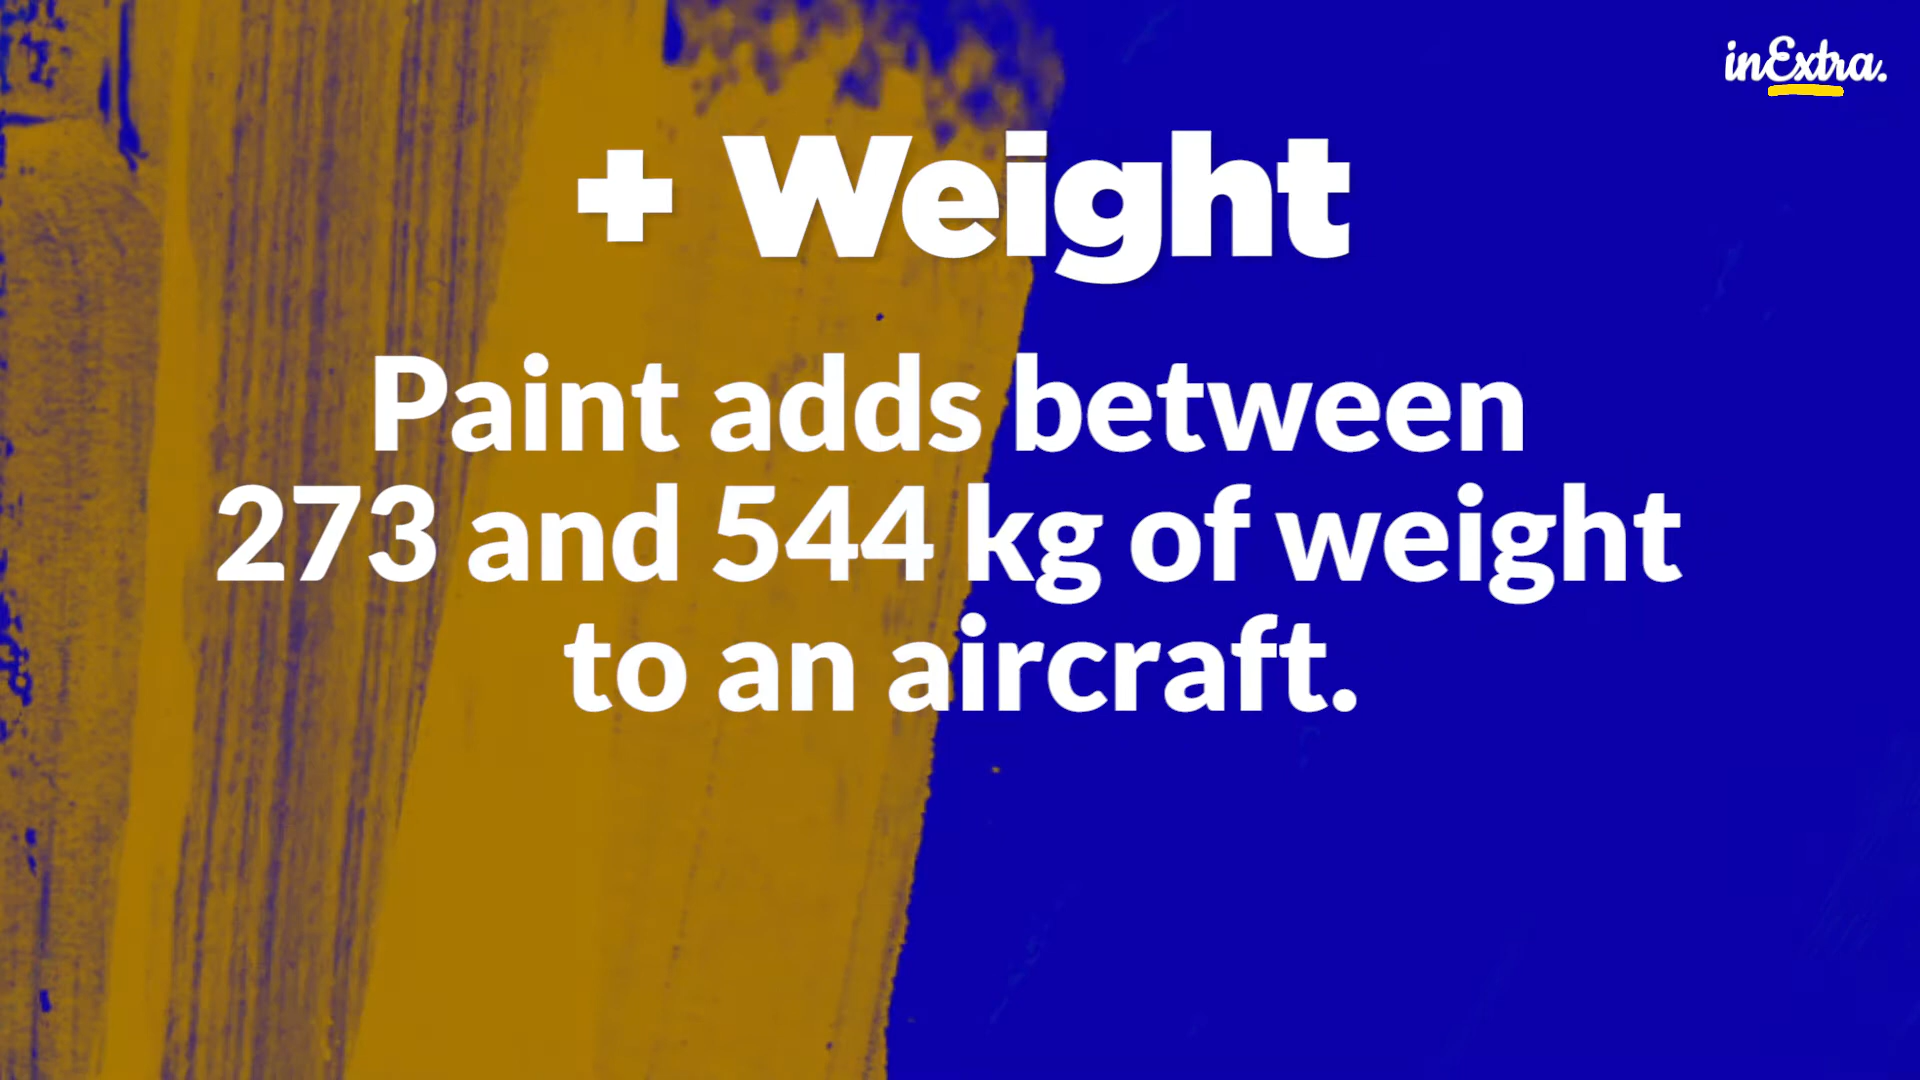 inExtra.
+ Weight
Paint adds between
273 and 544 kg of weight
to an aircraft.